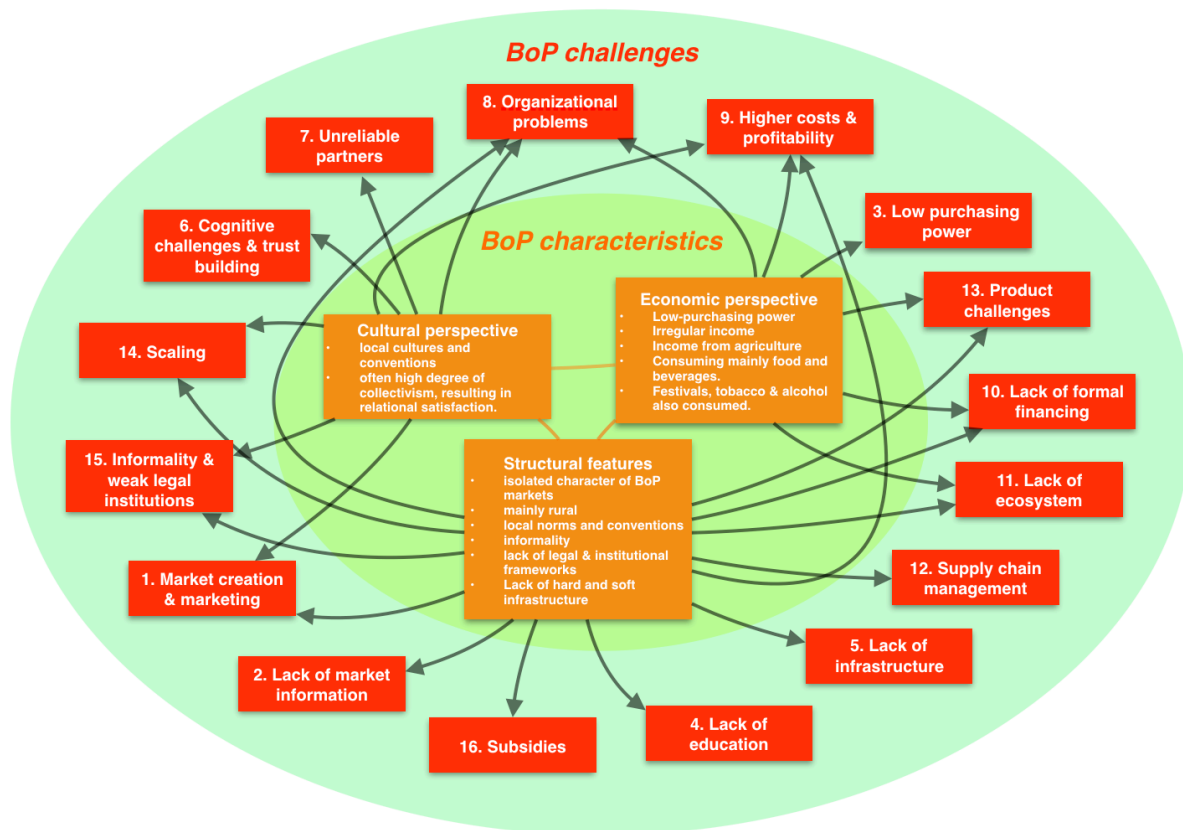 BoP challenges
8. Organizational
problems
9. Higher costs &
profitability
7. Unreliable
partners
3. Low purchasing
power
6. Cognitive
challenges & trust
building
BoP characteristics
13. Product
challenges
Economic perspective
• Low-purchasing power
• Irregular income
• Income from agriculture
• Consuming mainly food and
beverages.
• Festivals, tobacco & alcohol
also consumed.
Cultural perspective
• local cultures and
conventions
• often high degree of
collectivism, resulting in
relational satisfaction.
14. Scaling
10. Lack of formal
financing
15. Informality &
weak legal
institutions
Structural features
• isolated character of BoP
markets
• mainly rural
• local norms and conventions
• informality
• lack of legal & institutional
frameworks
• Lack of hard and soft
infrastructure
11. Lack of
ecosystem
12. Supply chain
management
1. Market creation
& marketing
5. Lack of
infrastructure
2. Lack of market
information
16. Subsidies
4. Lack of
education